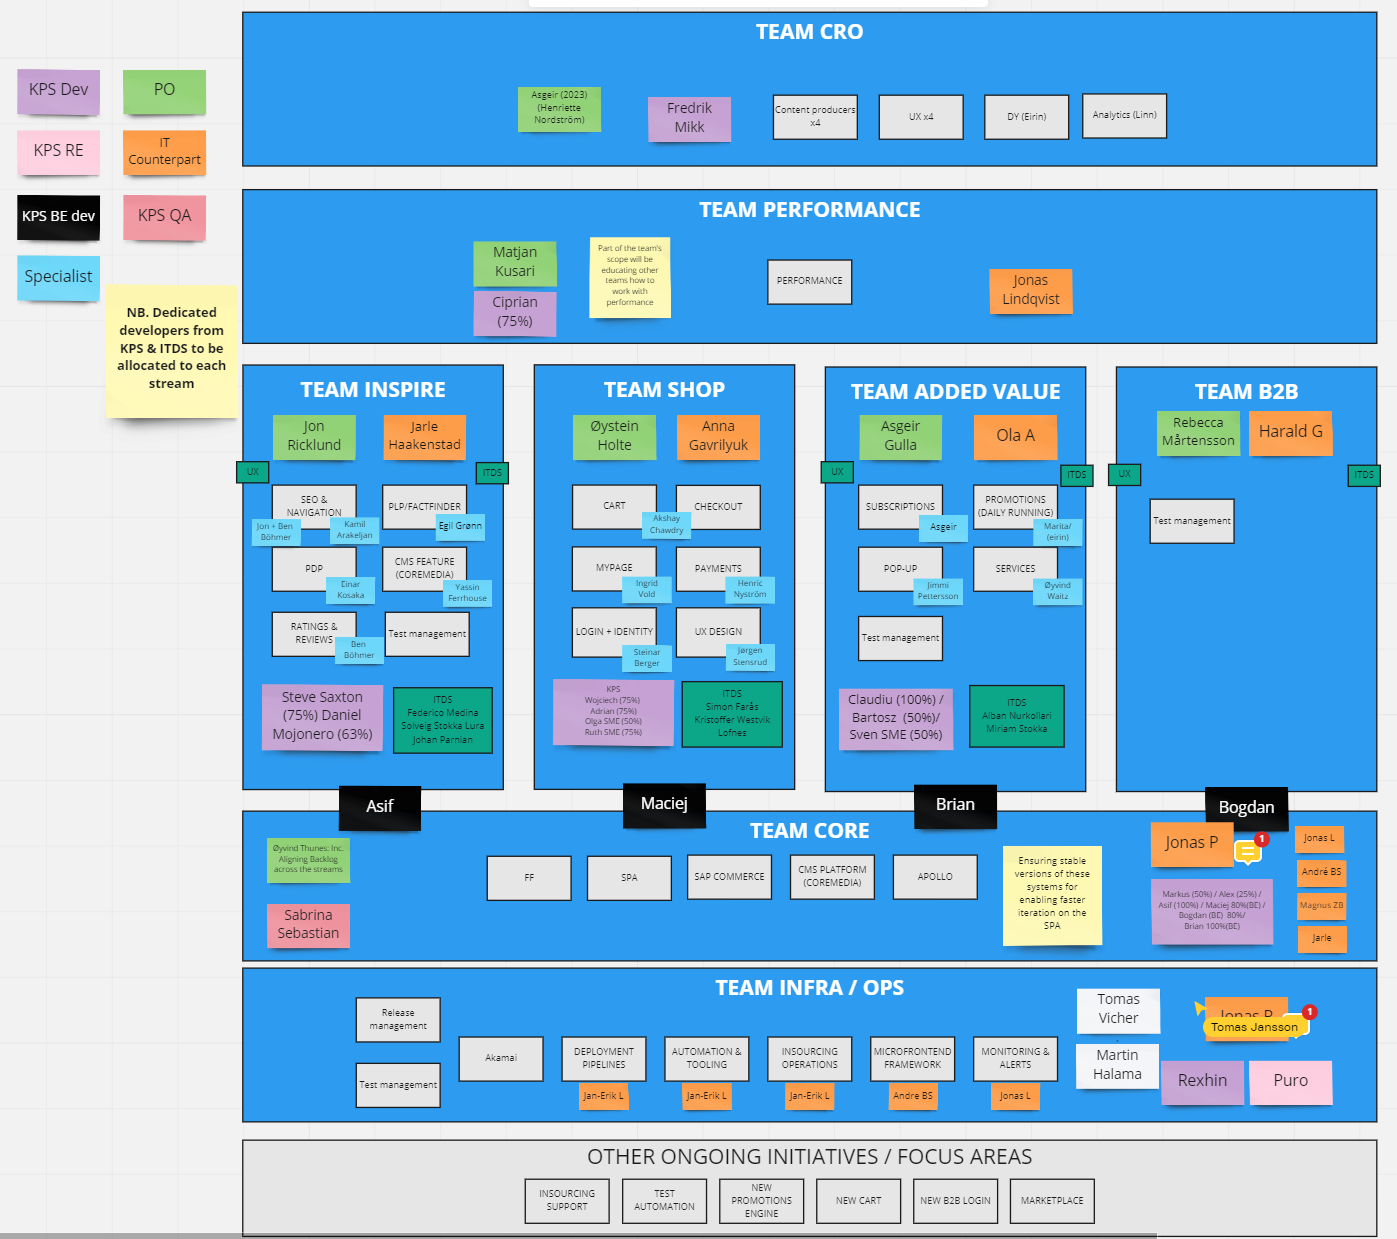 TEAM CRO
KPS Dev
PO
KPS RE
IT
Counterpart
KPS BE dev
KPS QA
Specialist
NB. Dedicated
developers from
KPS & ITDS to be
allocated to each
stream
Asgeir (2023)
(Henriette
Nordström)
Fredrik
Mikk
Content producers
x4
UX x4
DY (Eirin)
Analytics (Linn)
TEAM PERFORMANCE
Matjan
Kusari
Ciprian
(75%)
Part of the team's
scope will be
educating other
teams how to
work with
performance
PERFORMANCE
Jonas
Lindqvist
TEAM INSPIRE
Jon
Ricklund
Jarle
Haakenstad
UX
ITDS
SEO &
NAVIGATION
Jon + Ben
Böhmer
Kamil
Arakeljan
PLP/FACTFINDER
Egil Grønn
PDP
Einar
Kosaka
CMS FEATURE
(COREMEDIA)
Yassin
Ferrhouse
RATINGS &
REVIEWS
Ben
Böhmer
Test management
Steve Saxton
(75%) Daniel
Mojonero (63%)
ITDS
Federico Medina
Solveig Stokka Lura
Johan Parnian
TEAM SHOP
Øystein
Holte
Anna
Gavrilyuk
CART
Akshay
Chawdry
CHECKOUT
MYPAGE
Ingrid
Vold
PAYMENTS
Henric
Nyström
LOGIN + IDENTITY
Steinar
Berger
UX DESIGN
Jørgen
Stensrud
KPS
Wojciech (75%)
Adrian (75%)
Olga SME (50%)
Ruth SME (75%)
ITDS
Simon Farås
Kristoffer Westvik
Lofnes
TEAM ADDED VALUE
Asgeir
Gulla
Ola A
UX
ITDS
SUBSCRIPTIONS
Asgeir
PROMOTIONS
(DAILY RUNNING)
Marita/
(eirin)
POP-UP
Jimmi
Pettersson
SERVICES
Øyvind
Waitz
Test management
Claudiu (100%) /
Bartosz (50%)/
Sven SME (50%)
ITDS
Alban Nurkollari
Miriam Stokka
TEAM B2B
Rebecca
Mårtensson
Harald G
UX
ITDS
Test management
Asif
Maciej
Brian
Bogdan
TEAM CORE
Øyvind Thunes: Inc.
Aligning Backlog
across the streams
Sabrina
Sebastian
FF
SPA
SAP COMMERCE
CMS PLATFORM
(COREMEDIA)
APOLLO
Ensuring stable
versions of these
systems for
enabling faster
iteration on the
SPA
Jonas P
1
Markus (50%) / Alex (25%) /
Asif (100%) / Maciej 80%(BE) /
Bogdan (BE) 80%/
Brian 100%(BE)
Jonas L
André BS
Magnus ZB
Jarle
TEAM INFRA / OPS
Release
management
Test management
Akamai
DEPLOYMENT
PIPELINES
Jan-Erik L
AUTOMATION &
TOOLING
Jan-Erik L
INSOURCING
OPERATIONS
Jan-Erik L
MICROFRONTEND
FRAMEWORK
Andre BS
MONITORING &
ALERTS
Jonas L
Tomas
Vicher
Martin
Halama
Jonas P
1
Tomas Jansson
Rexhin
Puro
OTHER ONGOING INITIATIVES / FOCUS AREAS
INSOURCING
SUPPORT
TEST
AUTOMATION
NEW
PROMOTIONS
ENGINE
NEW CART
NEW B2B LOGIN
MARKETPLACE